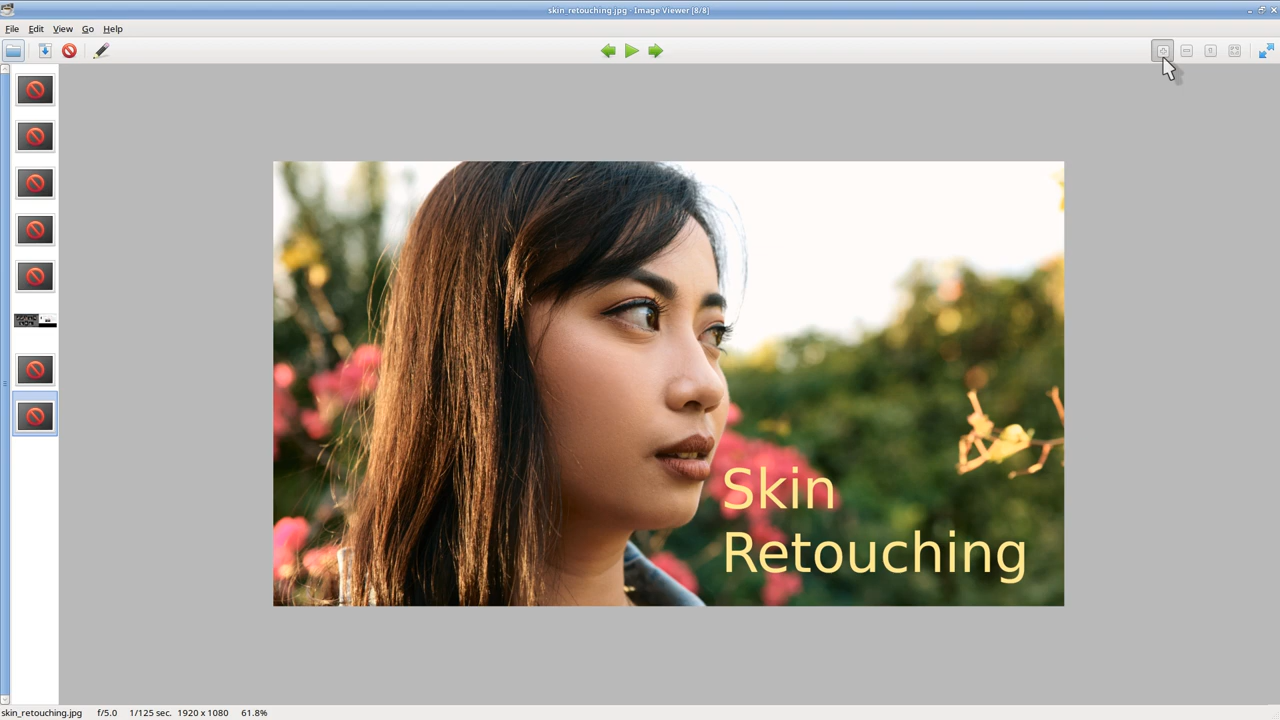 skin_retouching.jpg - Image Viewer [8/8]
File Edit View Go Help
Skin
Retouching
skin_retouching.jpg f/5.0 1/125 sec. 1920 x 1080 61.8%